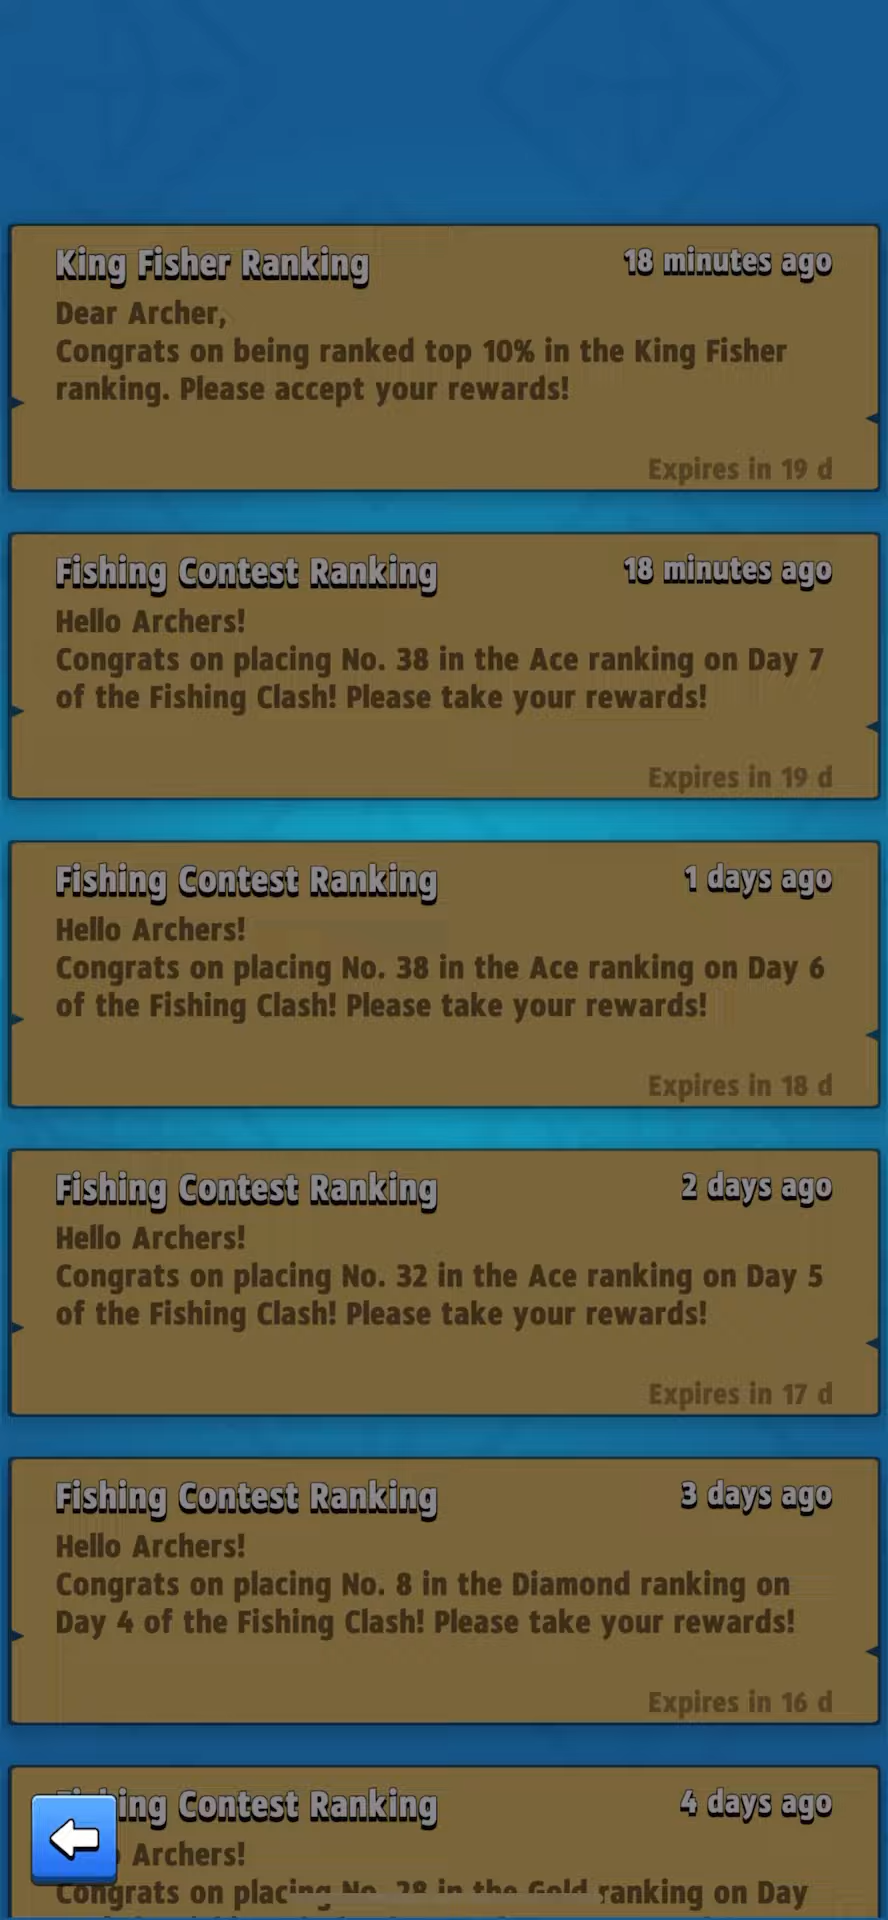 King Fisher Ranking 18 minutes ago
Dear Archer,
Congrats on being ranked top 10% in the King Fisher
ranking. Please accept your rewards!
Expires in 19 d
Fishing Contest Ranking 18 minutes ago
Hello Archers!
Congrats on placing No. 38 in the Ace ranking on Day 7
of the Fishing Clash! Please take your rewards!
Expires in 19 d
Fishing Contest Ranking 1 days ago
Hello Archers!
Congrats on placing No. 38 in the Ace ranking on Day 6
of the Fishing Clash! Please take your rewards!
Expires in 18 d
Fishing Contest Ranking 2 days ago
Hello Archers!
Congrats on placing No. 32 in the Ace ranking on Day 5
of the Fishing Clash! Please take your rewards!
Expires in 17 d
Fishing Contest Ranking 3 days ago
Hello Archers!
Congrats on placing No. 8 in the Diamond ranking on
Day 4 of the Fishing Clash! Please take your rewards!
Expires in 16 d
Contest Ranking 4 days ago
Archers!
Congrats on placing No. 28 in the Gold ranking on Day